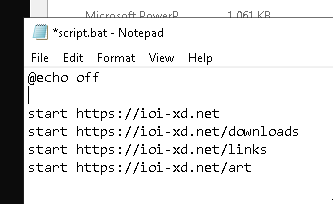 Microsoft PowerP... 1,061 KB
*script.bat - Notepad
File Edit Format View Help
@echo off
start https://ioi-xd.net
start https://ioi-xd.net/downloads
start https://ioi-xd.net/links
start https://ioi-xd.net/art